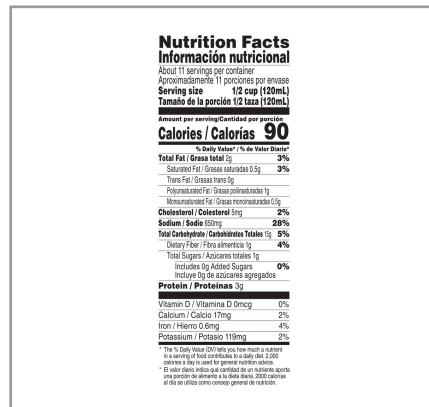 Nutrition Facts
Información nutricional
About 11 servings per container
Aproximadamente 11 porciones por envase
Serving size 1/2 cup (120mL)
Tamaño de la porción 1/2 taza (120mL)
Amount per serving/Cantidad por porción
Calories / Calorías 90
% Daily Value* / % de Valor Diario*
Total Fat / Grasa total 2g 3%
Saturated Fat / Grasas saturadas 0.5g 3%
Trans Fat / Grasas trans 0g
Polyunsaturated Fat / Grasas poliinsaturadas 1g
Monounsaturated Fat / Grasas monoinsaturadas 0.5g
Cholesterol / Colesterol 5mg 2%
Sodium / Sodio 650mg 28%
Total Carbohydrate / Carbohidratos Totales 15g 5%
Dietary Fiber / Fibra alimenticia 1g 4%
Total Sugars / Azúcares totales 1g
Includes 0g Added Sugars 0%
Incluye 0g de azúcares agregados
Protein / Proteínas 3g
Vitamin D / Vitamina D 0mcg 0%
Calcium / Calcio 17mg 2%
Iron / Hierro 0.6mg 4%
Potassium / Potasio 119mg 2%
* The % Daily Value (DV) tells you how much a nutrient
in a serving of food contributes to a daily diet. 2,000
calories a day is used for general nutrition advice.
* El valor diario indica qué cantidad de un nutriente aporta
una porción de alimento a la dieta diaria. 2000 calorías
al día se utiliza como consejo general de nutrición.